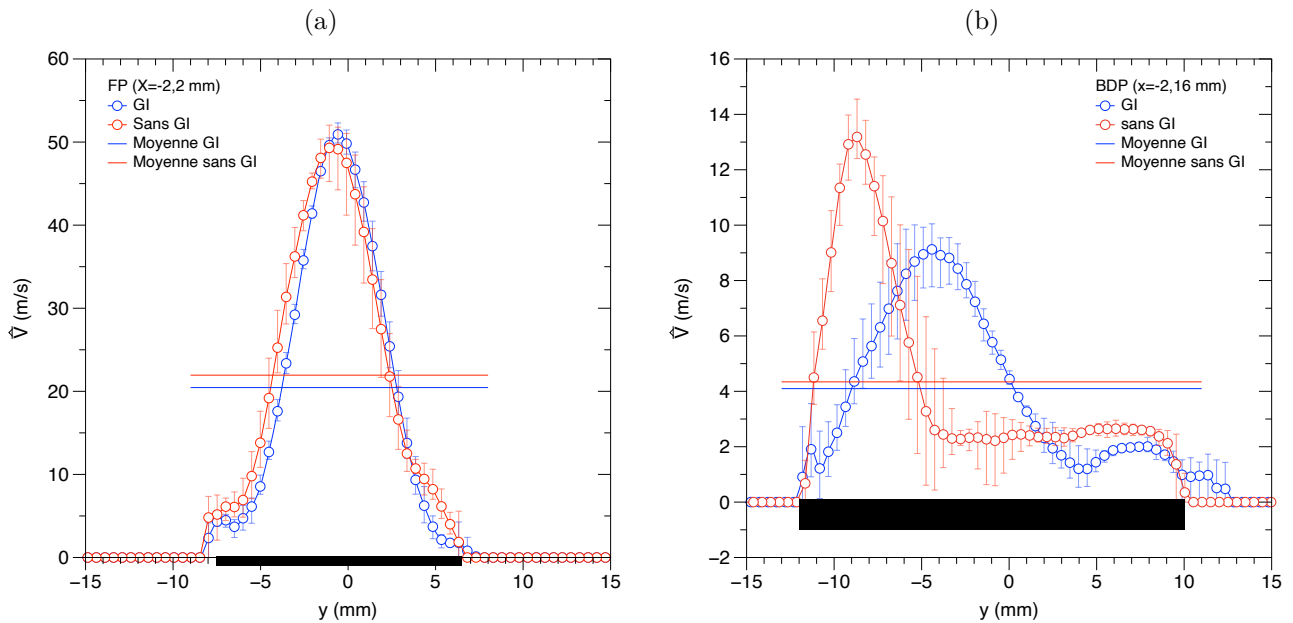 (a)
60
50
40
30
20
10
0
V̂ (m/s)
FP (X=-2,2 mm)
GI
Sans GI
Moyenne GI
Moyenne sans GI
−15
−10
−5
0
5
10
15
y (mm)
(b)
16
14
12
10
8
6
4
2
0
−2
V̂ (m/s)
BDP (x=-2,16 mm)
GI
sans GI
Moyenne GI
Moyenne sans GI
−15
−10
−5
0
5
10
15
y (mm)